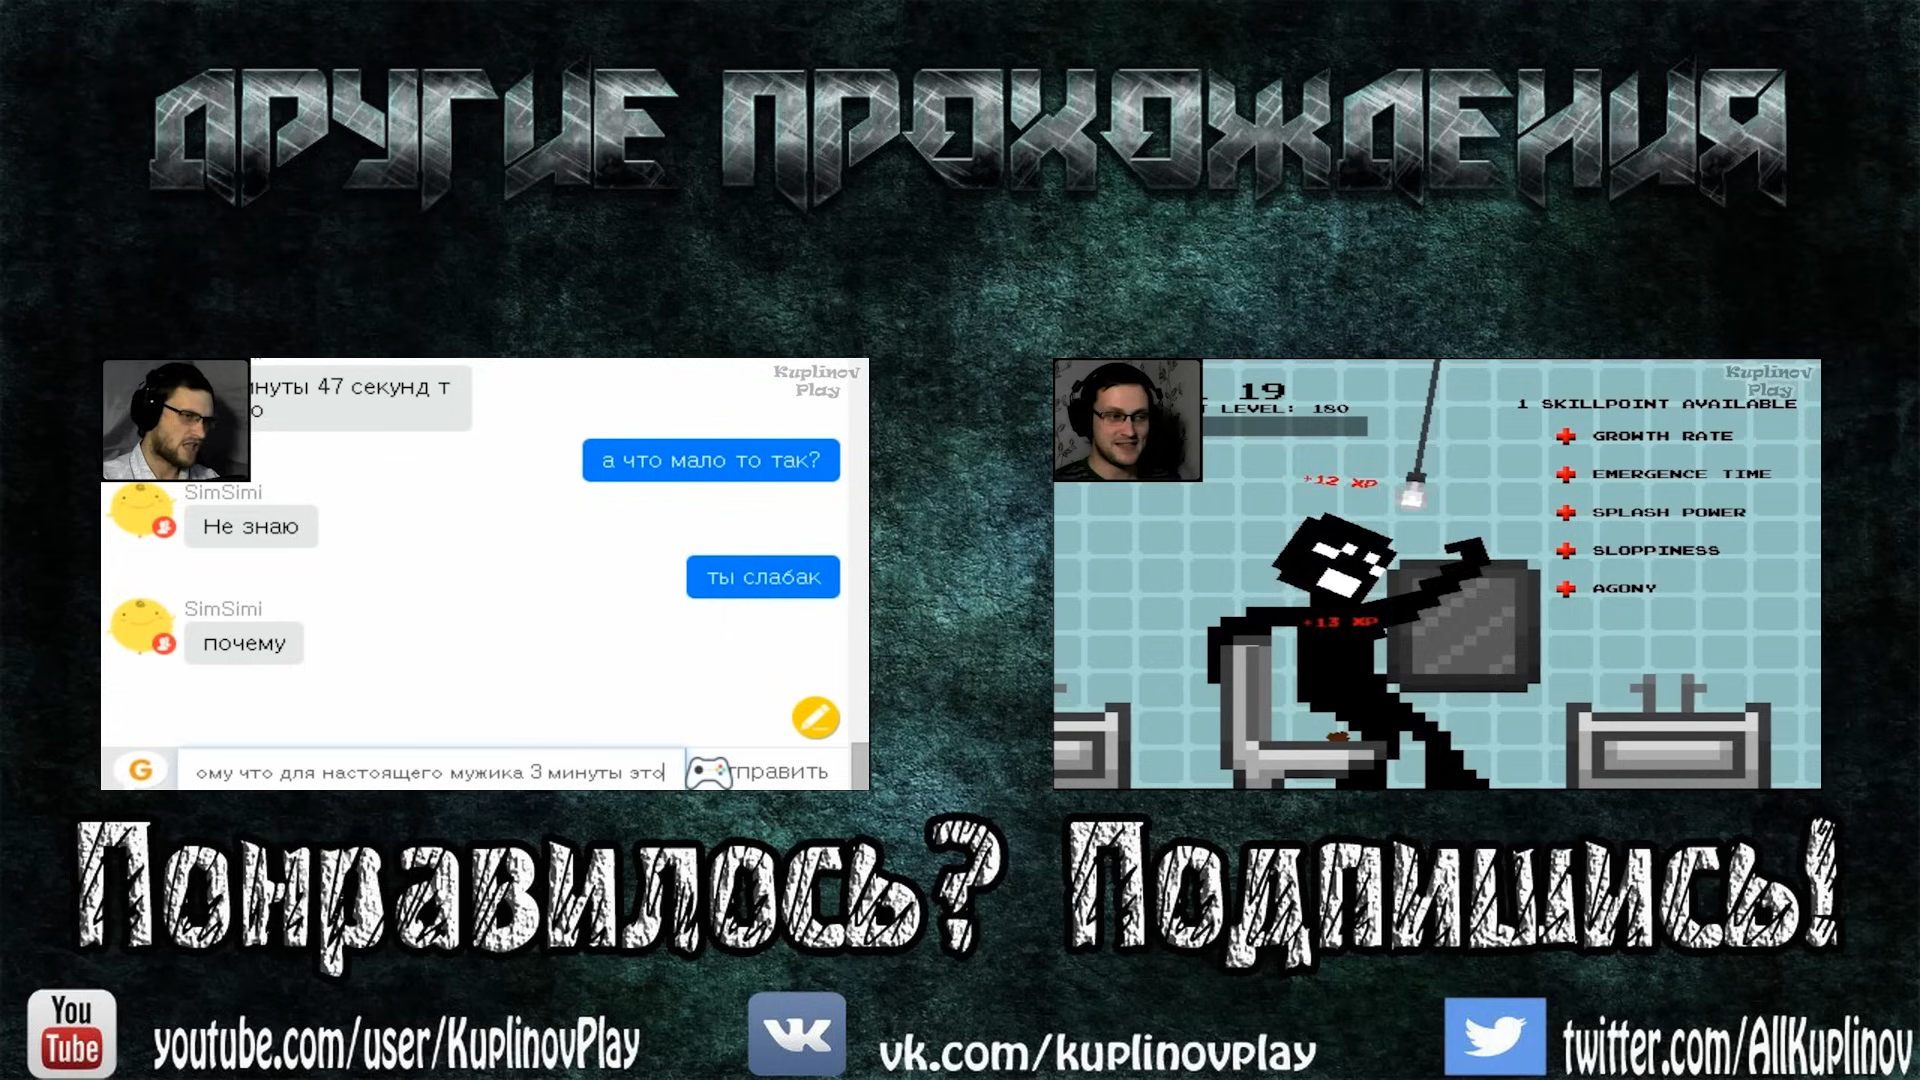 ДРУГИЕ ПРОХОЖДЕНИЯ
инуты 47 секунд т
о
Kuplinov
Play
а что мало то так?
SimSimi
Не знаю
ты слабак
SimSimi
почему
G
ому что для настоящего мужика 3 минуты это
править
19
LEVEL: 180
Kuplinov
Play
1 SKILLPOINT AVAILABLE
GROWTH RATE
EMERGENCE TIME
SPLASH POWER
SLOPPINESS
AGONY
+12 XP
+13 XP
Понравилось? Подпишись!
You
Tube
youtube.com/user/KuplinovPlay
vk.com/kuplinovplay
twitter.com/AllKuplinov